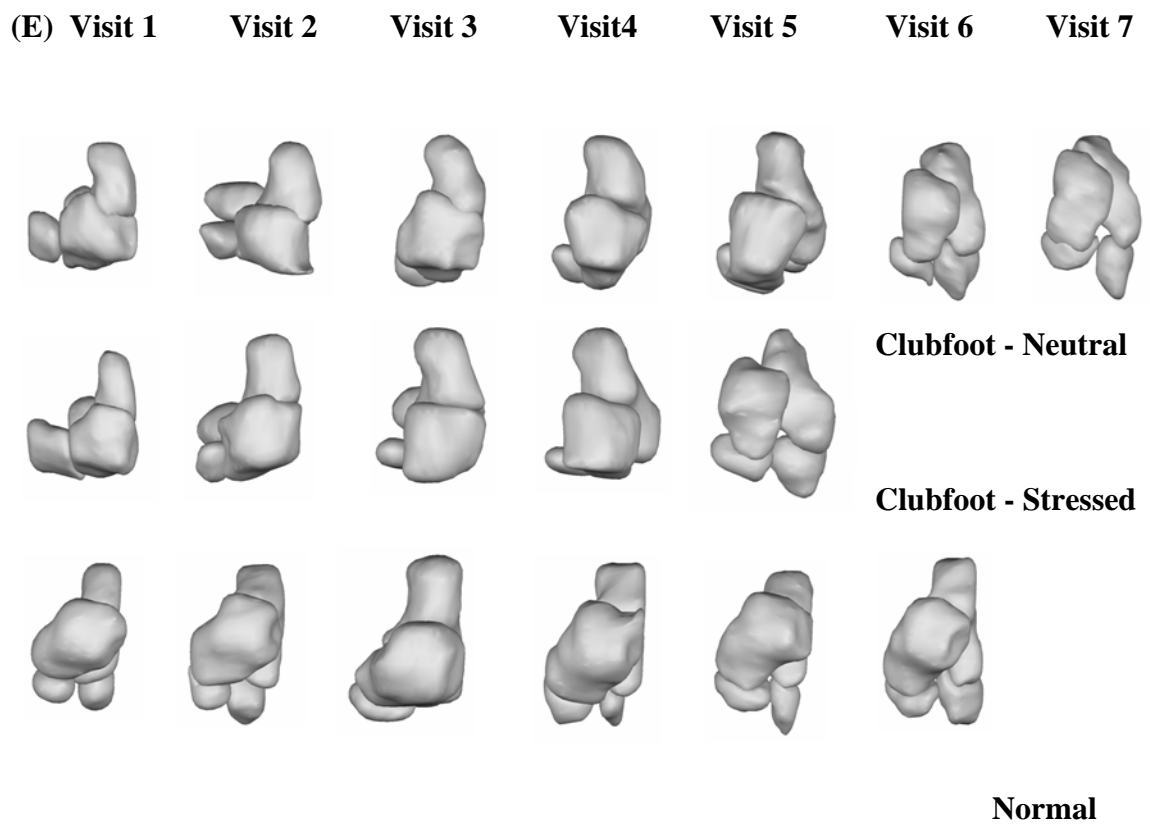 (E) Visit 1 Visit 2 Visit 3 Visit4 Visit 5 Visit 6 Visit 7
Clubfoot - Neutral
Clubfoot - Stressed
Normal